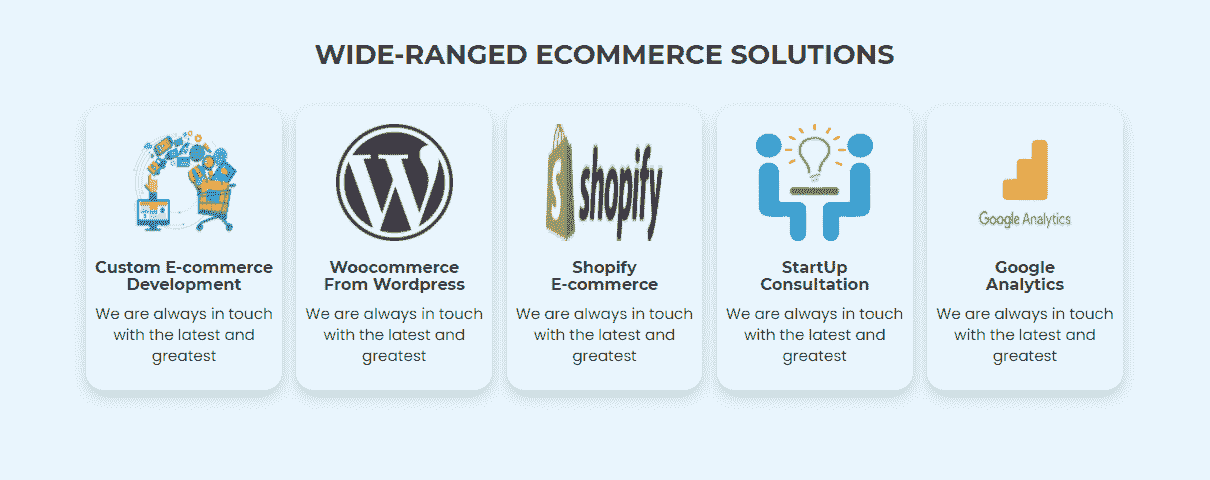 WIDE-RANGED ECOMMERCE SOLUTIONS
shopify
Google Analytics
Custom E-commerce
Development
We are always in touch
with the latest and
greatest
Woocommerce
From Wordpress
We are always in touch
with the latest and
greatest
Shopify
E-commerce
We are always in touch
with the latest and
greatest
StartUp
Consultation
We are always in touch
with the latest and
greatest
Google
Analytics
We are always in touch
with the latest and
greatest